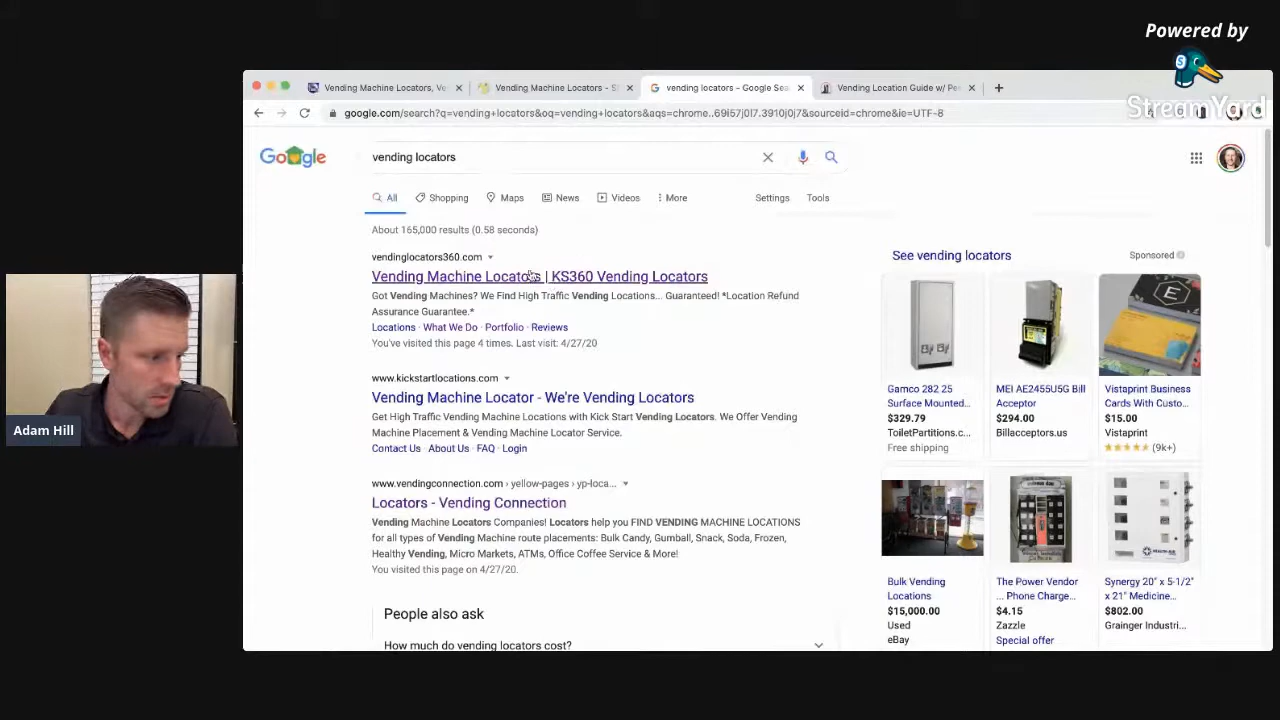 Powered by
StreamYard
Vending Machine Locators, Ve
Vending Machine Locators - S
vending locators - Google Sea
Vending Location Guide w/ Pe
google.com/search?q=vending+locators&oq=vending+locators&aqs=chrome..69i57j0l7.3910j0j7&sourceid=chrome&ie=UTF-8
Google
vending locators
All
Shopping
Maps
News
Videos
More
Settings
Tools
About 165,000 results (0.58 seconds)
vendinglocators360.com
Vending Machine Locators | KS360 Vending Locators
Got Vending Machines? We Find High Traffic Vending Locations... Guaranteed! *Location Refund
Assurance Guarantee.*
Locations · What We Do · Portfolio · Reviews
You've visited this page 4 times. Last visit: 4/27/20
www.kickstartlocations.com
Vending Machine Locator - We're Vending Locators
Get High Traffic Vending Machine Locations with Kick Start Vending Locators. We Offer Vending
Machine Placement & Vending Machine Locator Service.
Contact Us · About Us · FAQ · Login
www.vendingconnection.com › yellow-pages › yp-loca...
Locators - Vending Connection
Vending Machine Locators Companies! Locators help you FIND VENDING MACHINE LOCATIONS
for all types of Vending Machine route placements: Bulk Candy, Gumball, Snack, Soda, Frozen,
Healthy Vending, Micro Markets, ATMs, Office Coffee Service & More!
You visited this page on 4/27/20.
People also ask
How much do vending locators cost?
See vending locators
Sponsored
Gamco 282 25
Surface Mounted...
$329.79
ToiletPartitions.c...
Free shipping
MEI AE2455U5G Bill
Acceptor
$294.00
Billacceptors.us
Vistaprint Business
Cards With Custo...
$15.00
Vistaprint
(9k+)
Bulk Vending
Locations
$15,000.00
Used
eBay
The Power Vendor
... Phone Charge...
$4.15
Zazzle
Special offer
Synergy 20" x 5-1/2"
x 21" Medicine...
$802.00
Grainger Industri...
Adam Hill